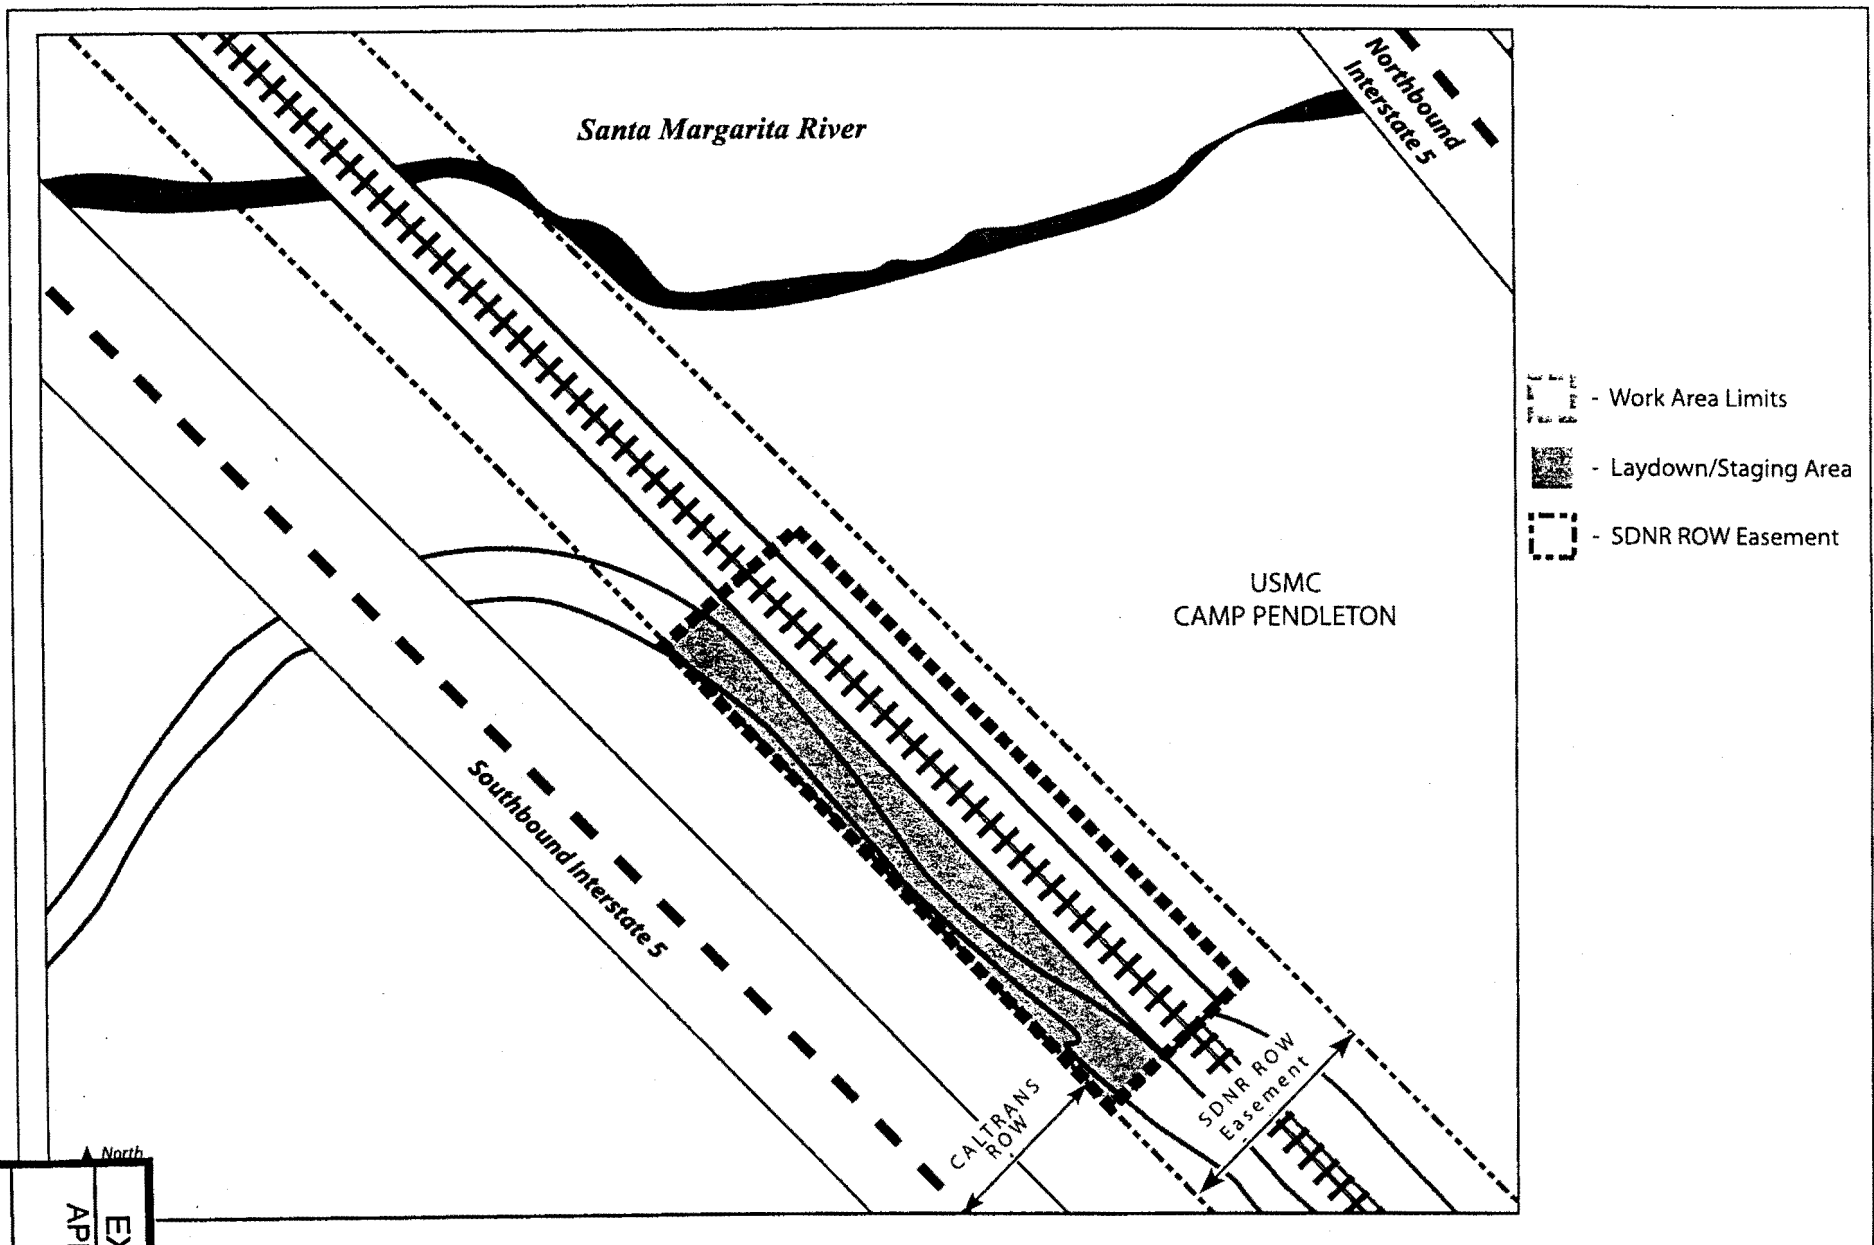 Northbound
Interstate 5
Santa Margarita River
- Work Area Limits
- Laydown/Staging Area
- SDNR ROW Easement
USMC
CAMP PENDLETON
Southbound Interstate 5
CALTRANS
ROW
SDNR ROW
Easement
North